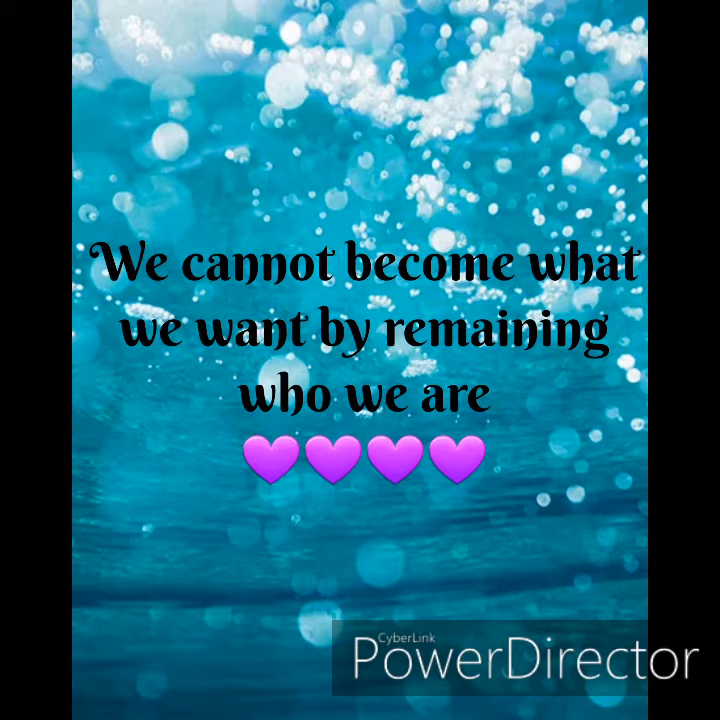 We cannot become what
we want by remaining
who we are
💜💜💜💜
CyberLink
PowerDirector